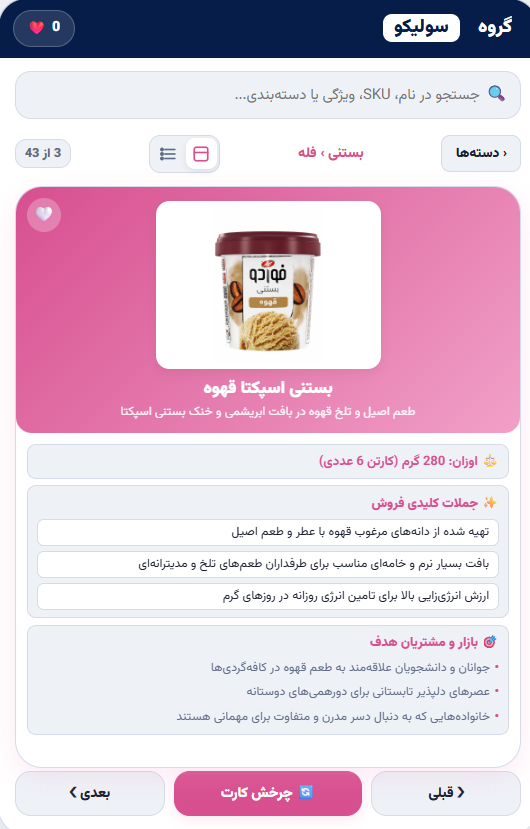 گروه سولیکو
0
جستجو در نام، SKU، ویژگی یا دسته‌بندی...
‹ دسته‌ها
بستنی › فله
3 از 43
فوردو
بستنی
قهوه
بستنی اسپکتا قهوه
طعم اصیل و تلخ قهوه در بافت ابریشمی و خنک بستنی اسپکتا
اوزان: 280 گرم (کارتن 6 عددی)
جملات کلیدی فروش
تهیه شده از دانه‌های مرغوب قهوه با عطر و طعم اصیل
بافت بسیار نرم و خامه‌ای مناسب برای طرفداران طعم‌های تلخ و مدیترانه‌ای
ارزش انرژی‌زایی بالا برای تامین انرژی روزانه در روزهای گرم
بازار و مشتریان هدف
• جوانان و دانشجویان علاقه‌مند به طعم قهوه در کافه‌گردی‌ها
• عصرهای دلپذیر تابستانی برای دورهمی‌های دوستانه
• خانواده‌هایی که به دنبال دسر مدرن و متفاوت برای مهمانی هستند
❯ قبلی
چرخش کارت
بعدی ❮